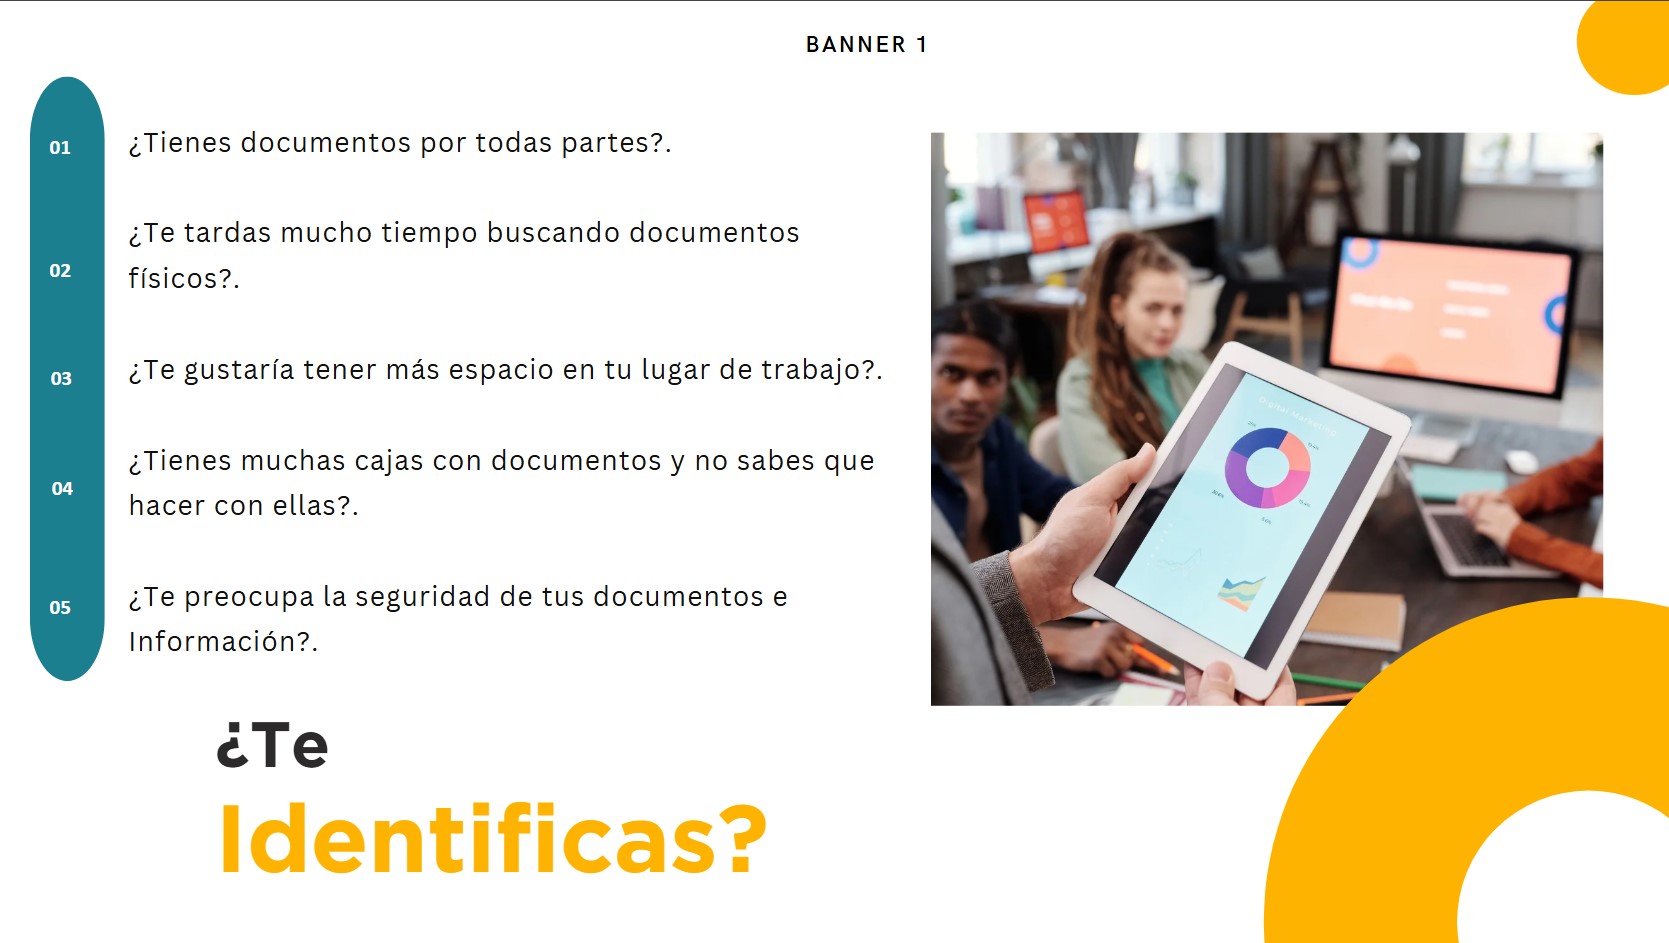 BANNER 1
01
¿Tienes documentos por todas partes?.
02
¿Te tardas mucho tiempo buscando documentos
físicos?.
03
¿Te gustaría tener más espacio en tu lugar de trabajo?.
04
¿Tienes muchas cajas con documentos y no sabes que
hacer con ellas?.
05
¿Te preocupa la seguridad de tus documentos e
Información?.
¿Te
Identificas?
Digital Marketing